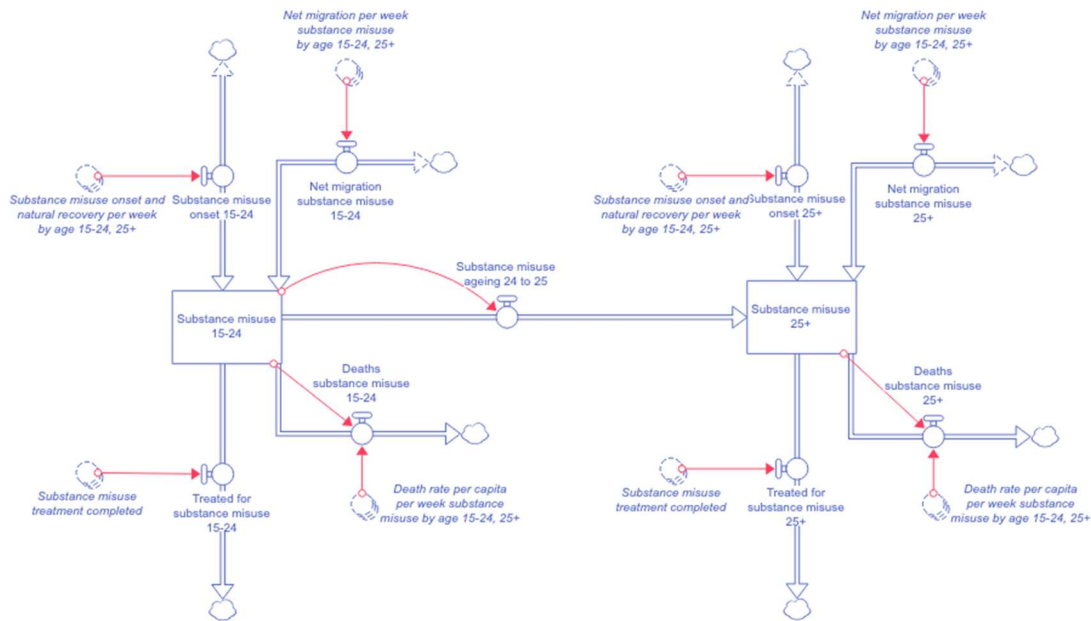 Net migration per week
substance misuse
by age 15-24, 25+
Net migration per week
substance misuse
by age 15-24, 25+
Substance misuse onset and
natural recovery per week
by age 15-24, 25+
Substance misuse
onset 15-24
Net migration
substance misuse
15-24
Substance misuse onset and
natural recovery per week
by age 15-24, 25+
Substance misuse
onset 25+
Net migration
substance misuse
25+
Substance misuse
ageing 24 to 25
Substance misuse
15-24
Substance misuse
25+
Deaths
substance misuse
15-24
Deaths
substance misuse
25+
Substance misuse
treatment completed
Treated for
substance misuse
15-24
Death rate per capita
per week substance
misuse by age 15-24, 25+
Substance misuse
treatment completed
Treated for
substance misuse
25+
Death rate per capita
per week substance
misuse by age 15-24, 25+